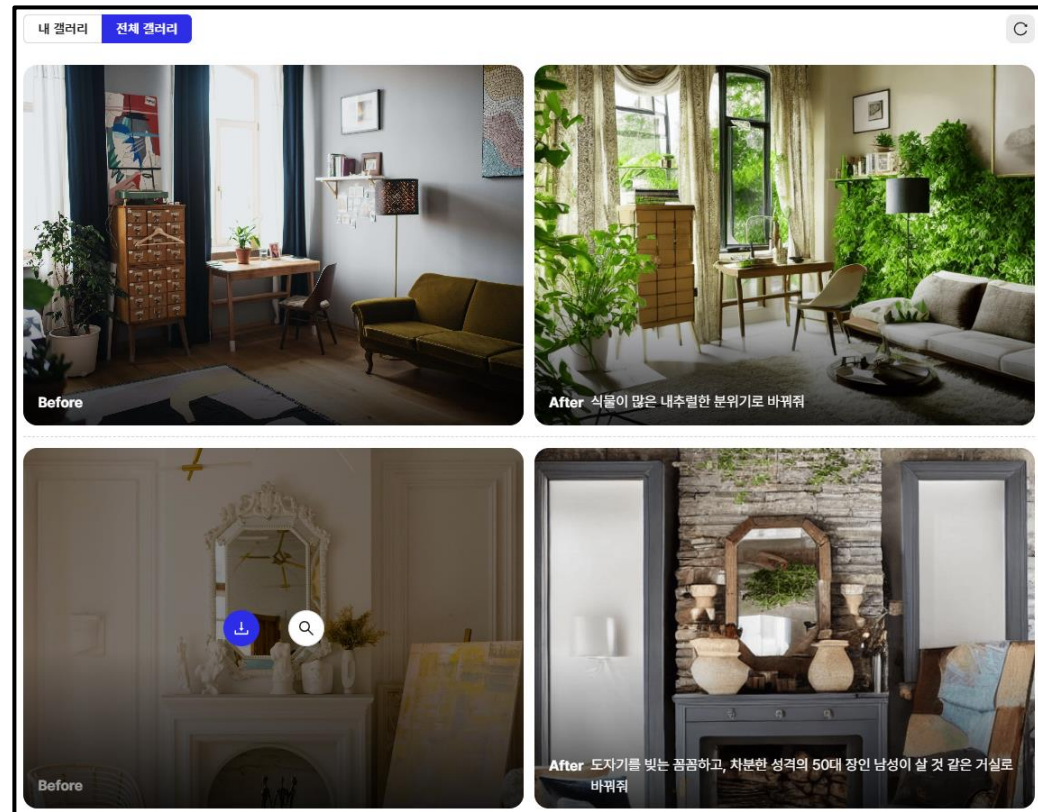 내 갤러리 전체 갤러리
Before
After 식물이 많은 내추럴한 분위기로 바꿔줘
Before
After 도자기를 빚는 꼼꼼하고, 차분한 성격의 50대 장인 남성이 살 것 같은 거실로
바꿔줘